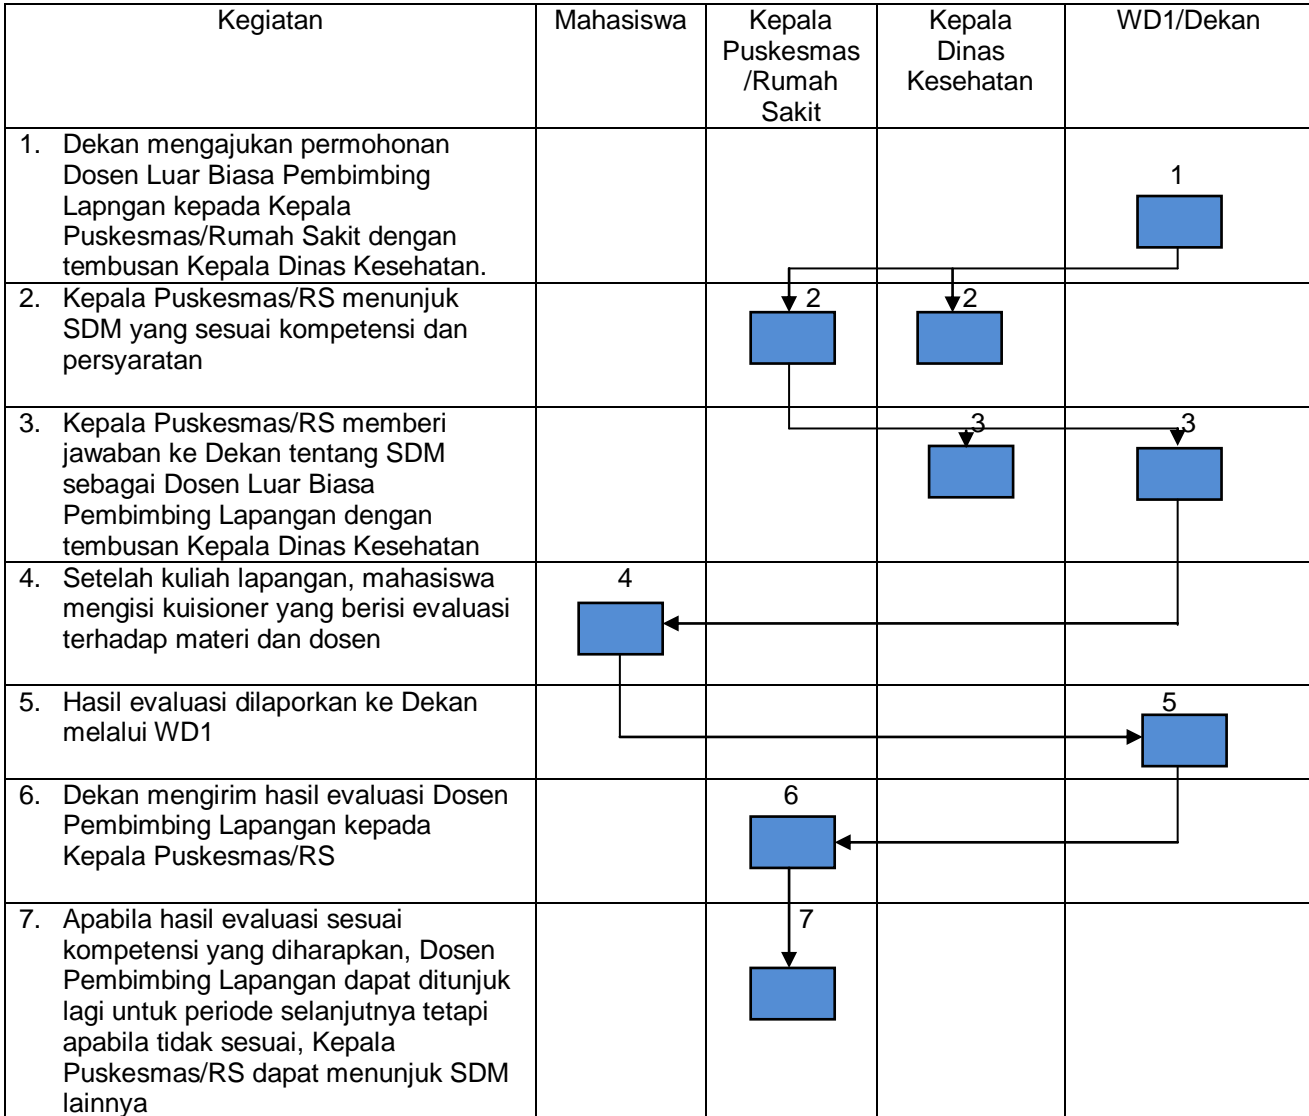 Kegiatan
Mahasiswa
Kepala
Puskesmas
/Rumah
Sakit
Kepala
Dinas
Kesehatan
WD1/Dekan
1. Dekan mengajukan permohonan
Dosen Luar Biasa Pembimbing
Lapngan kepada Kepala
Puskesmas/Rumah Sakit dengan
tembusan Kepala Dinas Kesehatan.
1
2. Kepala Puskesmas/RS menunjuk
SDM yang sesuai kompetensi dan
persyaratan
2
2
3. Kepala Puskesmas/RS memberi
jawaban ke Dekan tentang SDM
sebagai Dosen Luar Biasa
Pembimbing Lapangan dengan
tembusan Kepala Dinas Kesehatan
3
3
4. Setelah kuliah lapangan, mahasiswa
mengisi kuisioner yang berisi evaluasi
terhadap materi dan dosen
4
5. Hasil evaluasi dilaporkan ke Dekan
melalui WD1
5
6. Dekan mengirim hasil evaluasi Dosen
Pembimbing Lapangan kepada
Kepala Puskesmas/RS
6
7. Apabila hasil evaluasi sesuai
kompetensi yang diharapkan, Dosen
Pembimbing Lapangan dapat ditunjuk
lagi untuk periode selanjutnya tetapi
apabila tidak sesuai, Kepala
Puskesmas/RS dapat menunjuk SDM
lainnya
7